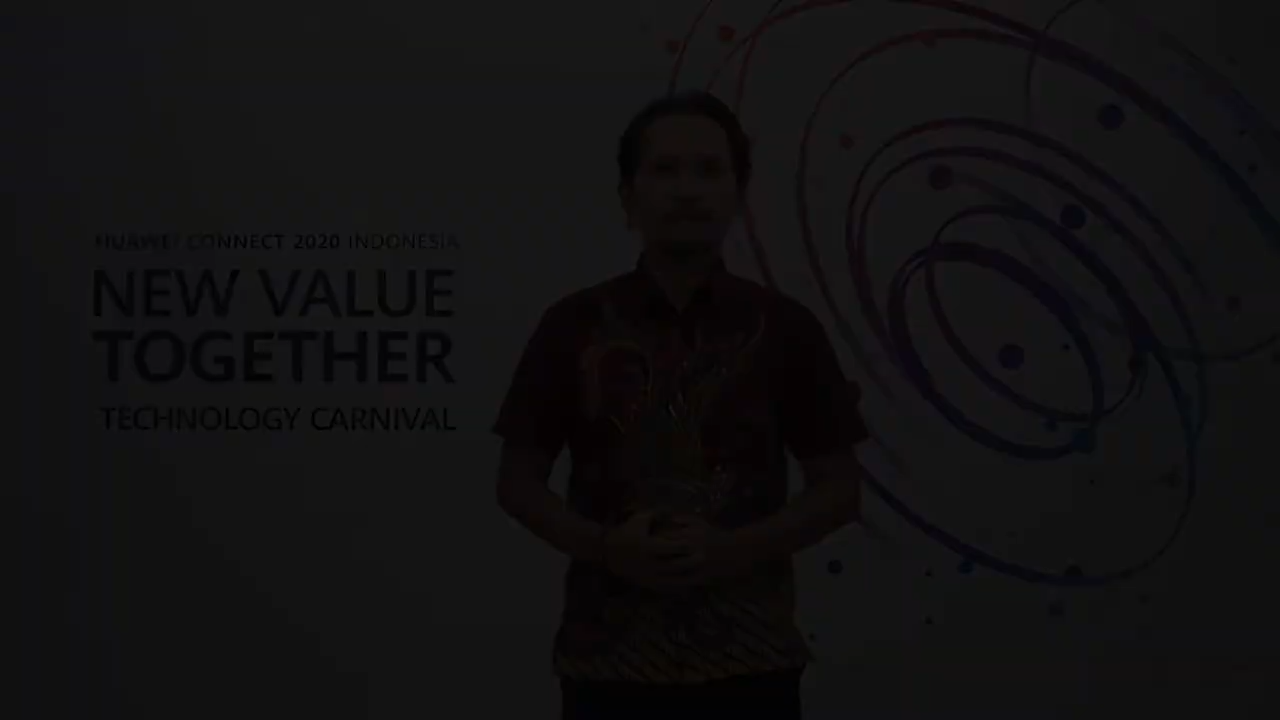 HUAWEI CONNECT 2020 INDONESIA
NEW VALUE
TOGETHER
TECHNOLOGY CARNIVAL